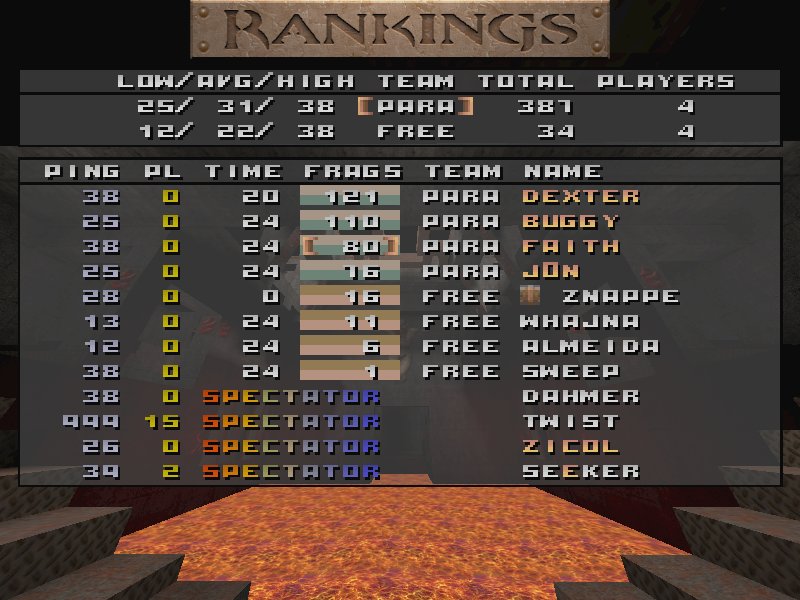 RANKINGS
LOW/AVG/HIGH TEAM TOTAL PLAYERS
25/ 31/ 38 [PARA] 387 4
12/ 22/ 38 FREE 34 4
PING PL TIME FRAGS TEAM NAME
38 0 20 121 PARA DEXTER
25 0 24 110 PARA BUGGY
38 0 24 [80] PARA FAITH
25 0 24 76 PARA JON
28 0 0 16 FREE ZNAPPE
13 0 24 11 FREE WHAJNA
12 0 24 6 FREE ALMEIDA
38 0 24 1 FREE SWEEP
38 0 SPECTATOR DAHMER
999 15 SPECTATOR TWIST
26 0 SPECTATOR ZICOL
39 2 SPECTATOR SEEKER